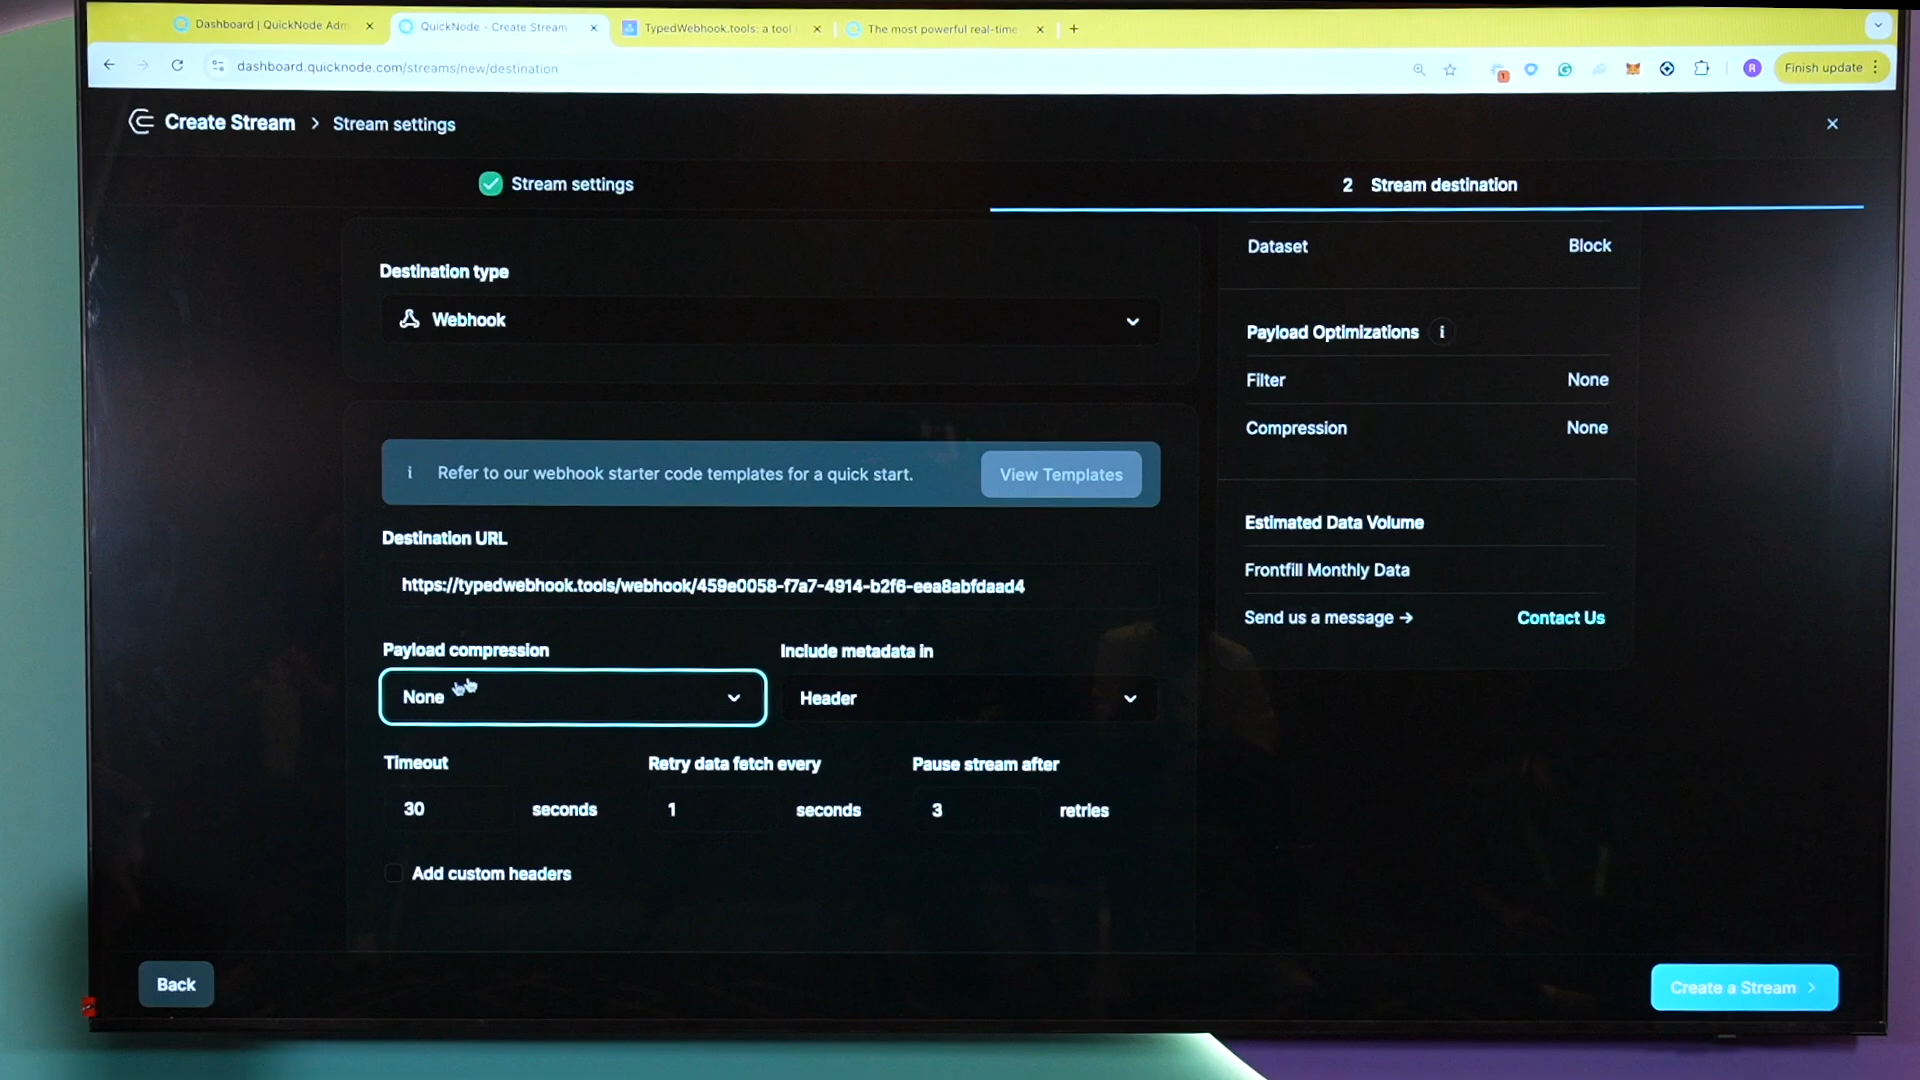 Dashboard | QuickNode Adm
QuickNode - Create Stream
TypedWebhook.tools: a tool
The most powerful real-time
dashboard.quicknode.com/streams/new/destination
1
R
Finish update
Create Stream > Stream settings
Stream settings
2 Stream destination
Dataset Block
Destination type
Webhook
Payload Optimizations i
Filter None
Compression None
i Refer to our webhook starter code templates for a quick start. View Templates
Estimated Data Volume
Destination URL
Frontfill Monthly Data
https://typedwebhook.tools/webhook/459e0058-f7a7-4914-b2f6-eea8abfdaad4
Send us a message → Contact Us
Payload compression Include metadata in
None Header
Timeout Retry data fetch every Pause stream after
30 seconds 1 seconds 3 retries
Add custom headers
Back
Create a Stream >